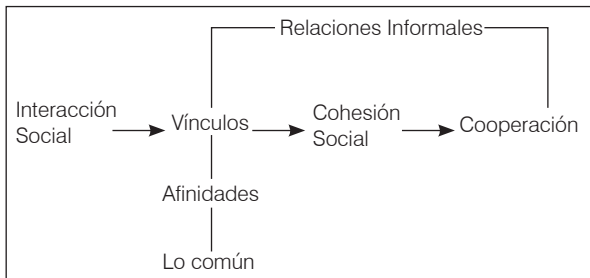 Relaciones Informales
Interacción
Social
Vínculos
Cohesión
Social
Cooperación
Afinidades
Lo común